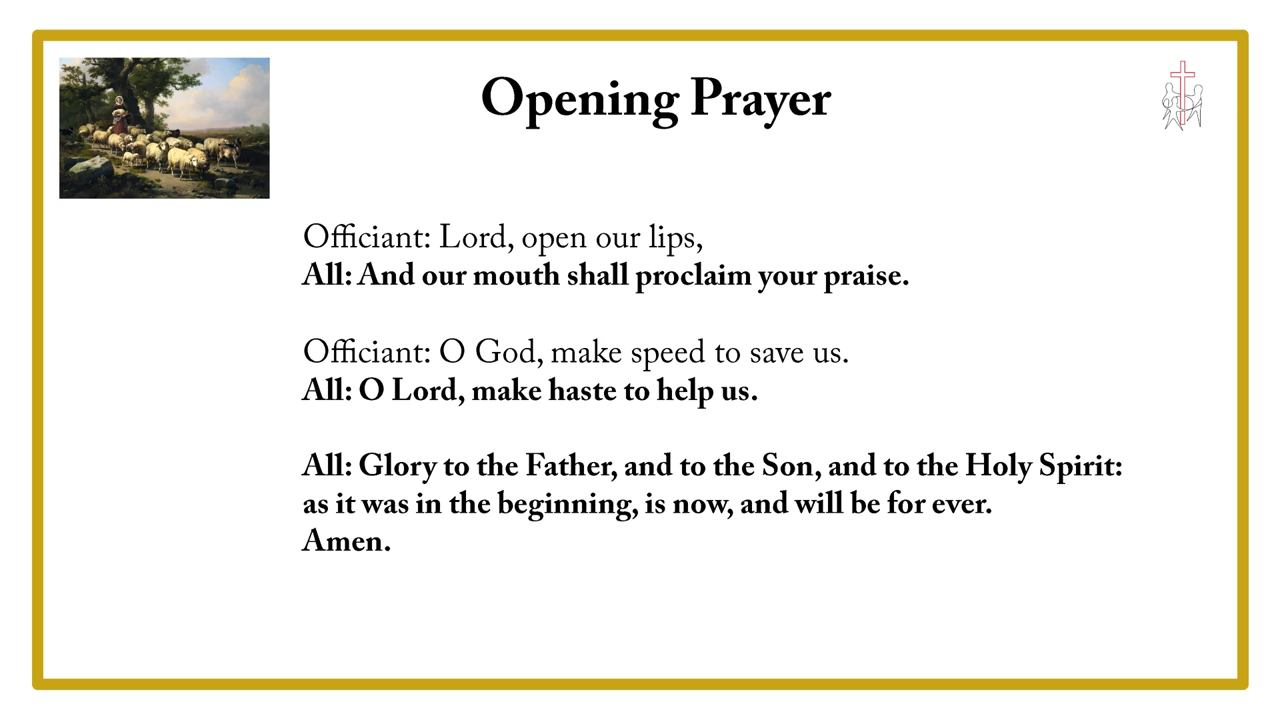 Opening Prayer
Officiant: Lord, open our lips,
All: And our mouth shall proclaim your praise.
Officiant: O God, make speed to save us.
All: O Lord, make haste to help us.
All: Glory to the Father, and to the Son, and to the Holy Spirit:
as it was in the beginning, is now, and will be for ever.
Amen.